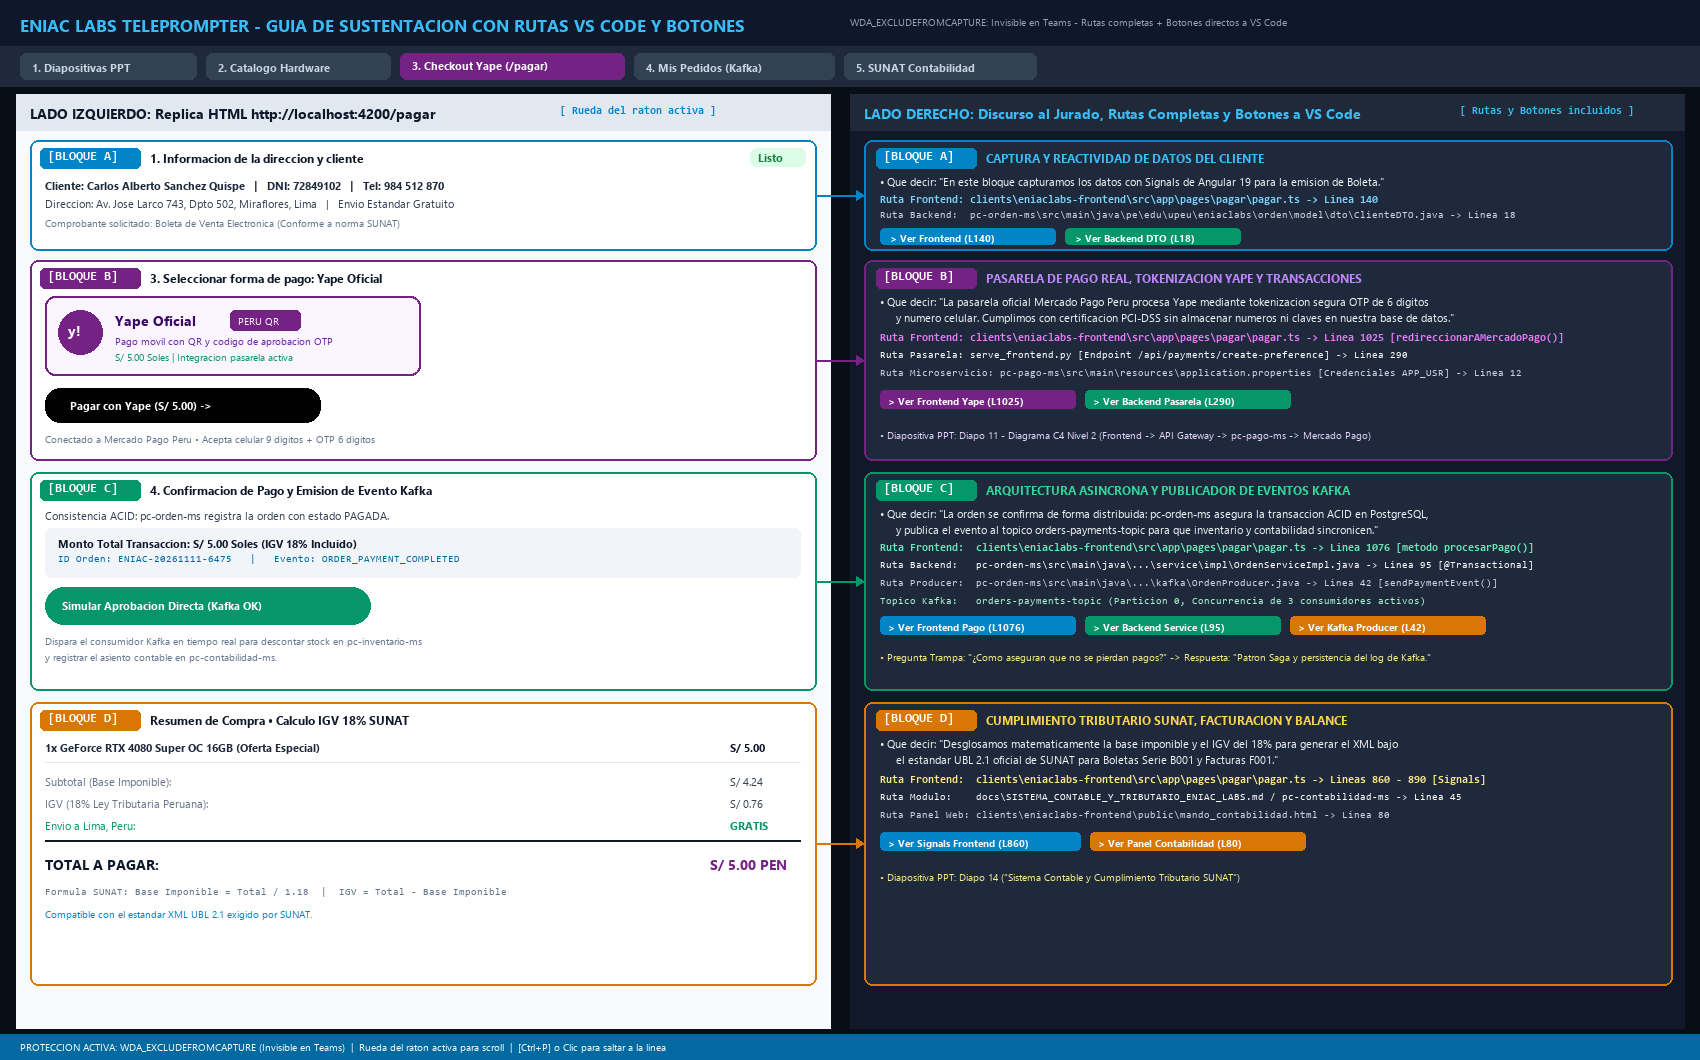 ENIAC LABS TELEPROMPTER - GUIA DE SUSTENTACION CON RUTAS VS CODE Y BOTONES
WDA_EXCLUDEFROMCAPTURE: Invisible en Teams - Rutas completas + Botones directos a VS Code
1. Diapositivas PPT
2. Catalogo Hardware
3. Checkout Yape (/pagar)
4. Mis Pedidos (Kafka)
5. SUNAT Contabilidad
LADO IZQUIERDO: Replica HTML http://localhost:4200/pagar
[ Rueda del raton activa ]
[BLOQUE A]
1. Informacion de la direccion y cliente
Listo
Cliente: Carlos Alberto Sanchez Quispe | DNI: 72849102 | Tel: 984 512 870
Direccion: Av. Jose Larco 743, Dpto 502, Miraflores, Lima | Envio Estandar Gratuito
Comprobante solicitado: Boleta de Venta Electronica (Conforme a norma SUNAT)
[BLOQUE B]
3. Seleccionar forma de pago: Yape Oficial
y!
Yape Oficial
PERU QR
Pago movil con QR y codigo de aprobacion OTP
S/ 5.00 Soles | Integracion pasarela activa
Pagar con Yape (S/ 5.00) ->
Conectado a Mercado Pago Peru • Acepta celular 9 digitos + OTP 6 digitos
[BLOQUE C]
4. Confirmacion de Pago y Emision de Evento Kafka
Consistencia ACID: pc-orden-ms registra la orden con estado PAGADA.
Monto Total Transaccion: S/ 5.00 Soles (IGV 18% Incluido)
ID Orden: ENIAC-20261111-6475 | Evento: ORDER_PAYMENT_COMPLETED
Simular Aprobacion Directa (Kafka OK)
Dispara el consumidor Kafka en tiempo real para descontar stock en pc-inventario-ms
y registrar el asiento contable en pc-contabilidad-ms.
[BLOQUE D]
Resumen de Compra • Calculo IGV 18% SUNAT
1x GeForce RTX 4080 Super OC 16GB (Oferta Especial)
S/ 5.00
Subtotal (Base Imponible):
S/ 4.24
IGV (18% Ley Tributaria Peruana):
S/ 0.76
Envio a Lima, Peru:
GRATIS
TOTAL A PAGAR:
S/ 5.00 PEN
Formula SUNAT: Base Imponible = Total / 1.18 | IGV = Total - Base Imponible
Compatible con el estandar XML UBL 2.1 exigido por SUNAT.
LADO DERECHO: Discurso al Jurado, Rutas Completas y Botones a VS Code
[ Rutas y Botones incluidos ]
[BLOQUE A]
CAPTURA Y REACTIVIDAD DE DATOS DEL CLIENTE
• Que decir: "En este bloque capturamos los datos con Signals de Angular 19 para la emision de Boleta."
Ruta Frontend: clients\eniaclabs-frontend\src\app\pages\pagar\pagar.ts -> Linea 140
Ruta Backend: pc-orden-ms\src\main\java\pe\edu\upeu\eniaclabs\orden\model\dto\ClienteDTO.java -> Linea 18
> Ver Frontend (L140)
> Ver Backend DTO (L18)
[BLOQUE B]
PASARELA DE PAGO REAL, TOKENIZACION YAPE Y TRANSACCIONES
• Que decir: "La pasarela oficial Mercado Pago Peru procesa Yape mediante tokenizacion segura OTP de 6 digitos
y numero celular. Cumplimos con certificacion PCI-DSS sin almacenar numeros ni claves en nuestra base de datos."
Ruta Frontend: clients\eniaclabs-frontend\src\app\pages\pagar\pagar.ts -> Linea 1025 [redireccionarAMercadoPago()]
Ruta Pasarela: serve_frontend.py [Endpoint /api/payments/create-preference] -> Linea 290
Ruta Microservicio: pc-pago-ms\src\main\resources\application.properties [Credenciales APP_USR] -> Linea 12
> Ver Frontend Yape (L1025)
> Ver Backend Pasarela (L290)
• Diapositiva PPT: Diapo 11 - Diagrama C4 Nivel 2 (Frontend -> API Gateway -> pc-pago-ms -> Mercado Pago)
[BLOQUE C]
ARQUITECTURA ASINCRONA Y PUBLICADOR DE EVENTOS KAFKA
• Que decir: "La orden se confirma de forma distribuida: pc-orden-ms asegura la transaccion ACID en PostgreSQL,
y publica el evento al topico orders-payments-topic para que inventario y contabilidad sincronicen."
Ruta Frontend: clients\eniaclabs-frontend\src\app\pages\pagar\pagar.ts -> Linea 1076 [metodo procesarPago()]
Ruta Backend: pc-orden-ms\src\main\java\...\service\impl\OrdenServiceImpl.java -> Linea 95 [@Transactional]
Ruta Producer: pc-orden-ms\src\main\java\...\kafka\OrdenProducer.java -> Linea 42 [sendPaymentEvent()]
Topico Kafka: orders-payments-topic (Particion 0, Concurrencia de 3 consumidores activos)
> Ver Frontend Pago (L1076)
> Ver Backend Service (L95)
> Ver Kafka Producer (L42)
• Pregunta Trampa: "¿Como aseguran que no se pierdan pagos?" -> Respuesta: "Patron Saga y persistencia del log de Kafka."
[BLOQUE D]
CUMPLIMIENTO TRIBUTARIO SUNAT, FACTURACION Y BALANCE
• Que decir: "Desglosamos matematicamente la base imponible y el IGV del 18% para generar el XML bajo
el estandar UBL 2.1 oficial de SUNAT para Boletas Serie B001 y Facturas F001."
Ruta Frontend: clients\eniaclabs-frontend\src\app\pages\pagar\pagar.ts -> Lineas 860 - 890 [Signals]
Ruta Modulo: docs\SISTEMA_CONTABLE_Y_TRIBUTARIO_ENIAC_LABS.md / pc-contabilidad-ms -> Linea 45
Ruta Panel Web: clients\eniaclabs-frontend\public\mando_contabilidad.html -> Linea 80
> Ver Signals Frontend (L860)
> Ver Panel Contabilidad (L80)
• Diapositiva PPT: Diapo 14 ("Sistema Contable y Cumplimiento Tributario SUNAT")
PROTECCION ACTIVA: WDA_EXCLUDEFROMCAPTURE (Invisible en Teams) | Rueda del raton activa para scroll | [Ctrl+P] o Clic para saltar a la linea